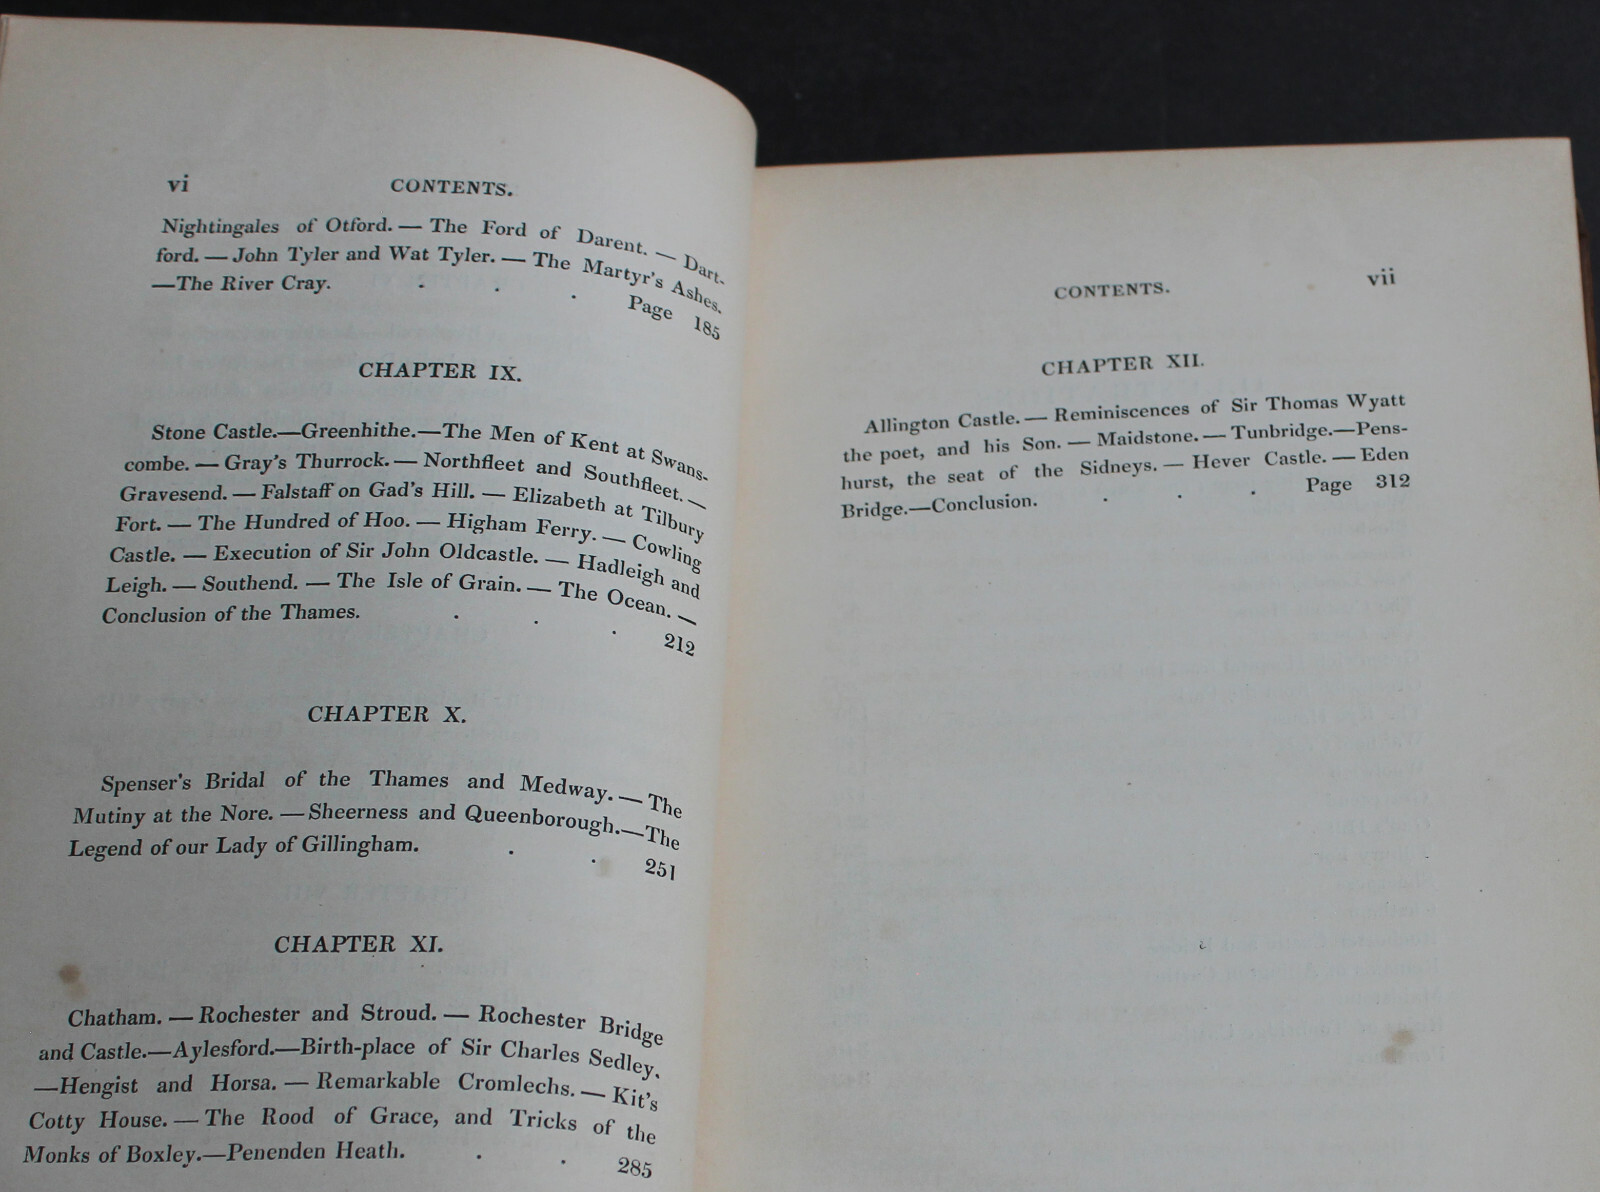 vi CONTENTS.
Nightingales of Otford. — The Ford of Darent. — Dart-
ford. — John Tyler and Wat Tyler. — The Martyr's Ashes.
—The River Cray. . . . Page 185
CHAPTER IX.
Stone Castle.—Greenhithe.—The Men of Kent at Swans-
combe. — Gray's Thurrock. — Northfleet and Southfleet. —
Gravesend. — Falstaff on Gad's Hill. — Elizabeth at Tilbury
Fort. — The Hundred of Hoo. — Higham Ferry. — Cowling
Castle. — Execution of Sir John Oldcastle. — Hadleigh and
Leigh. — Southend. — The Isle of Grain. — The Ocean. —
Conclusion of the Thames. . . . 212
CHAPTER X.
Spenser's Bridal of the Thames and Medway. — The
Mutiny at the Nore. — Sheerness and Queenborough.—The
Legend of our Lady of Gillingham. . . 251
CHAPTER XI.
Chatham. — Rochester and Stroud. — Rochester Bridge
and Castle.—Aylesford.—Birth-place of Sir Charles Sedley.
—Hengist and Horsa. — Remarkable Cromlechs. — Kit's
Cotty House. — The Rood of Grace, and Tricks of the
Monks of Boxley.—Penenden Heath. . . 285
CONTENTS. vii
CHAPTER XII.
Allington Castle. — Reminiscences of Sir Thomas Wyatt
the poet, and his Son. — Maidstone. — Tunbridge.—Pens-
hurst, the seat of the Sidneys. — Hever Castle. — Eden
Bridge.—Conclusion. . . . Page 312